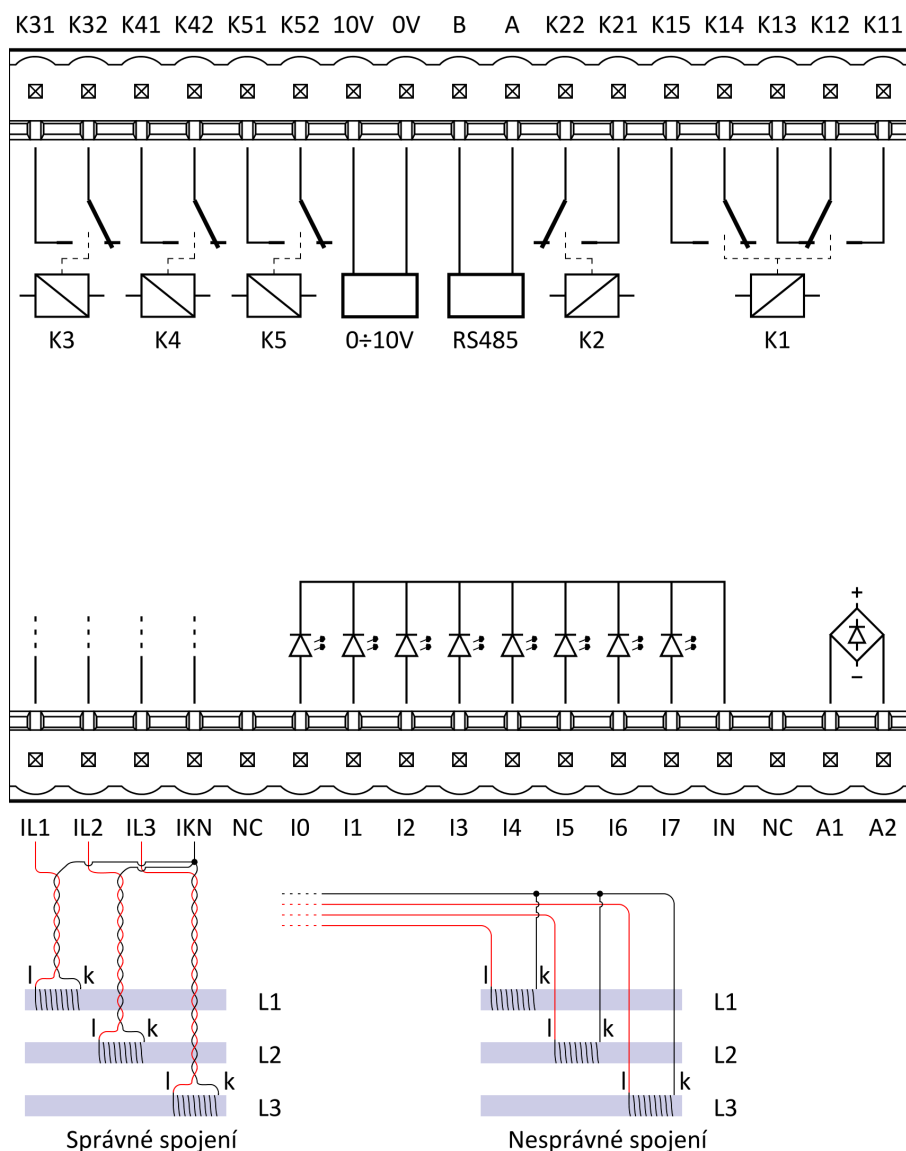 K31 K32 K41 K42 K51 K52 10V 0V B A K22 K21 K15 K14 K13 K12 K11
K3 K4 K5 0÷10V RS485 K2 K1
+
−
IL1 IL2 IL3 IKN NC I0 I1 I2 I3 I4 I5 I6 I7 IN NC A1 A2
l k L1
l k L2
l k L3
Správné spojení
l k L1
l k L2
l k L3
Nesprávné spojení